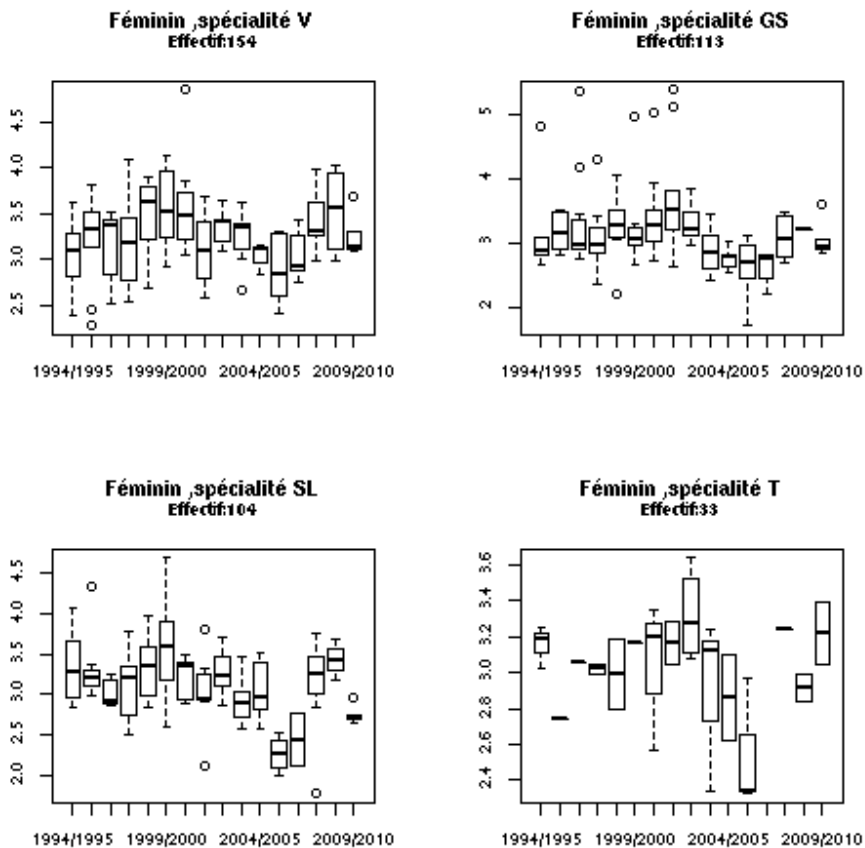 Féminin ,spécialité V
Effectif:154
4.5
4.0
3.5
3.0
2.5
1994/1995 1999/2000 2004/2005 2009/2010
Féminin ,spécialité GS
Effectif:113
5
4
3
2
1994/1995 1999/2000 2004/2005 2009/2010
Féminin ,spécialité SL
Effectif:104
4.5
4.0
3.5
3.0
2.5
2.0
1994/1995 1999/2000 2004/2005 2009/2010
Féminin ,spécialité T
Effectif:33
3.6
3.4
3.2
3.0
2.8
2.6
2.4
1994/1995 1999/2000 2004/2005 2009/2010